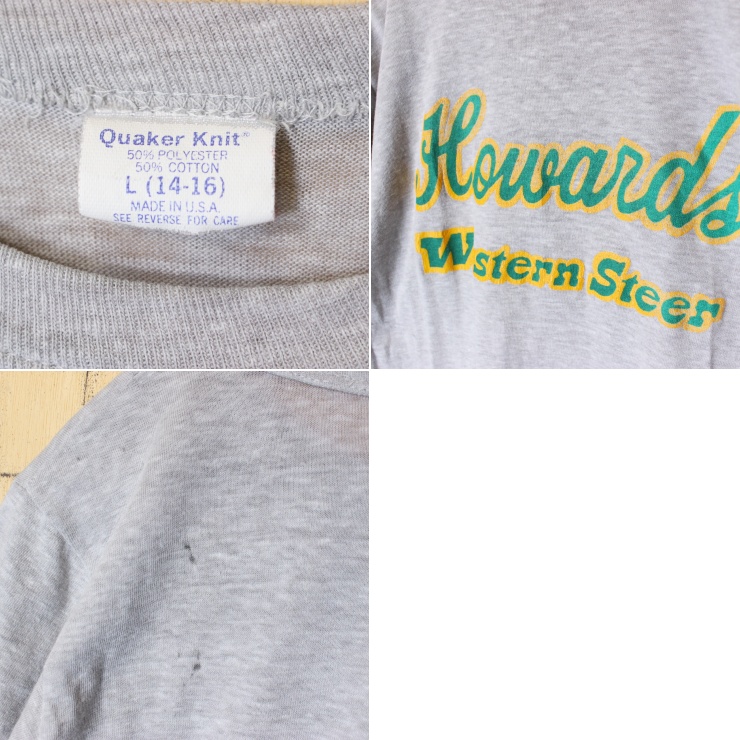 Quaker Knit®
50% POLYESTER
50% COTTON
L (14-16)
MADE IN U.S.A.
SEE REVERSE FOR CARE
Howards
Wstern Steer